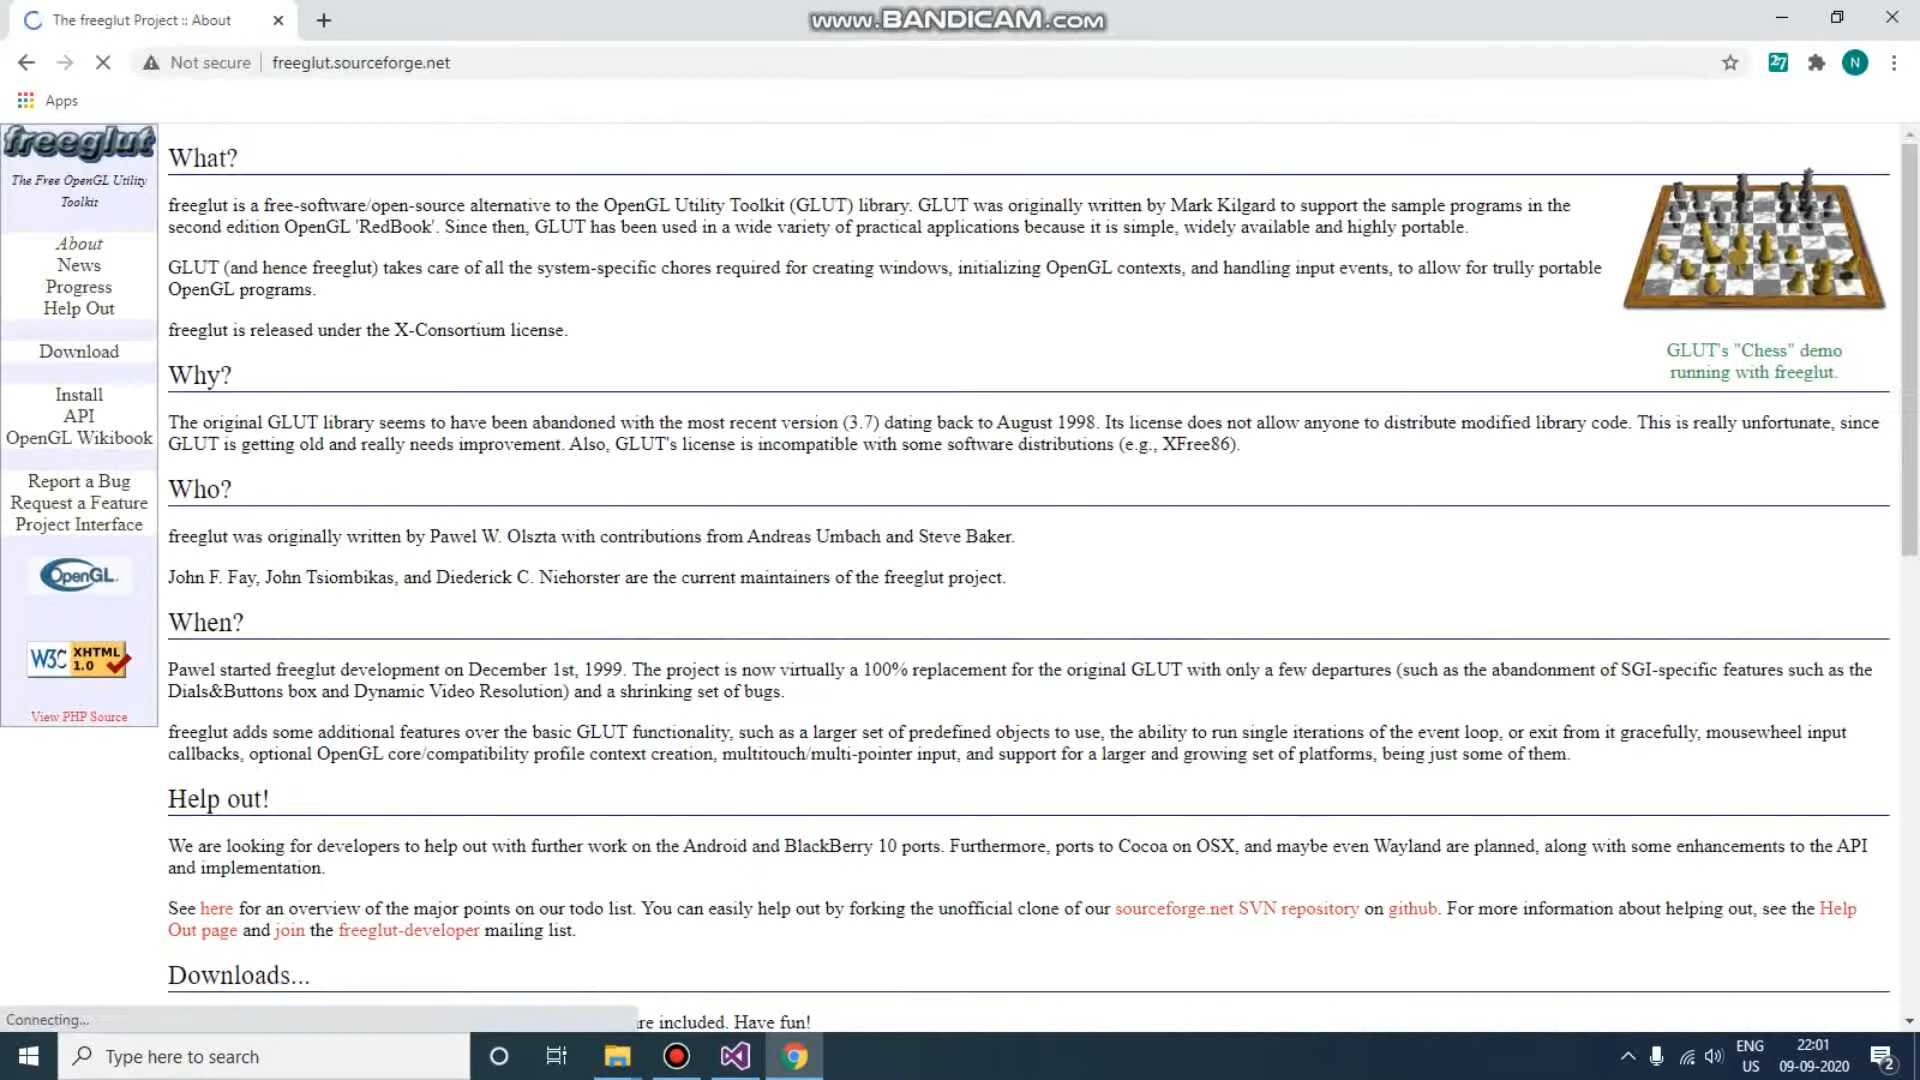 The freeglut Project :: About
www.BANDICAM.com
Not secure
freeglut.sourceforge.net
27
N
Apps
freeglut
The Free OpenGL Utility
Toolkit
About
News
Progress
Help Out
Download
Install
API
OpenGL Wikibook
Report a Bug
Request a Feature
Project Interface
OpenGL.
W3C XHTML
1.0
View PHP Source
What?
freeglut is a free-software/open-source alternative to the OpenGL Utility Toolkit (GLUT) library. GLUT was originally written by Mark Kilgard to support the sample programs in the
second edition OpenGL 'RedBook'. Since then, GLUT has been used in a wide variety of practical applications because it is simple, widely available and highly portable.
GLUT (and hence freeglut) takes care of all the system-specific chores required for creating windows, initializing OpenGL contexts, and handling input events, to allow for trully portable
OpenGL programs.
freeglut is released under the X-Consortium license.
GLUT's "Chess" demo
running with freeglut.
Why?
The original GLUT library seems to have been abandoned with the most recent version (3.7) dating back to August 1998. Its license does not allow anyone to distribute modified library code. This is really unfortunate, since
GLUT is getting old and really needs improvement. Also, GLUT's license is incompatible with some software distributions (e.g., XFree86).
Who?
freeglut was originally written by Pawel W. Olszta with contributions from Andreas Umbach and Steve Baker.
John F. Fay, John Tsiombikas, and Diederick C. Niehorster are the current maintainers of the freeglut project.
When?
Pawel started freeglut development on December 1st, 1999. The project is now virtually a 100% replacement for the original GLUT with only a few departures (such as the abandonment of SGI-specific features such as the
Dials&Buttons box and Dynamic Video Resolution) and a shrinking set of bugs.
freeglut adds some additional features over the basic GLUT functionality, such as a larger set of predefined objects to use, the ability to run single iterations of the event loop, or exit from it gracefully, mousewheel input
callbacks, optional OpenGL core/compatibility profile context creation, multitouch/multi-pointer input, and support for a larger and growing set of platforms, being just some of them.
Help out!
We are looking for developers to help out with further work on the Android and BlackBerry 10 ports. Furthermore, ports to Cocoa on OSX, and maybe even Wayland are planned, along with some enhancements to the API
and implementation.
See here for an overview of the major points on our todo list. You can easily help out by forking the unofficial clone of our sourceforge.net SVN repository on github. For more information about helping out, see the Help
Out page and join the freeglut-developer mailing list.
Downloads...
Connecting...
re included. Have fun!
Type here to search
ENG
US
22:01
09-09-2020
2